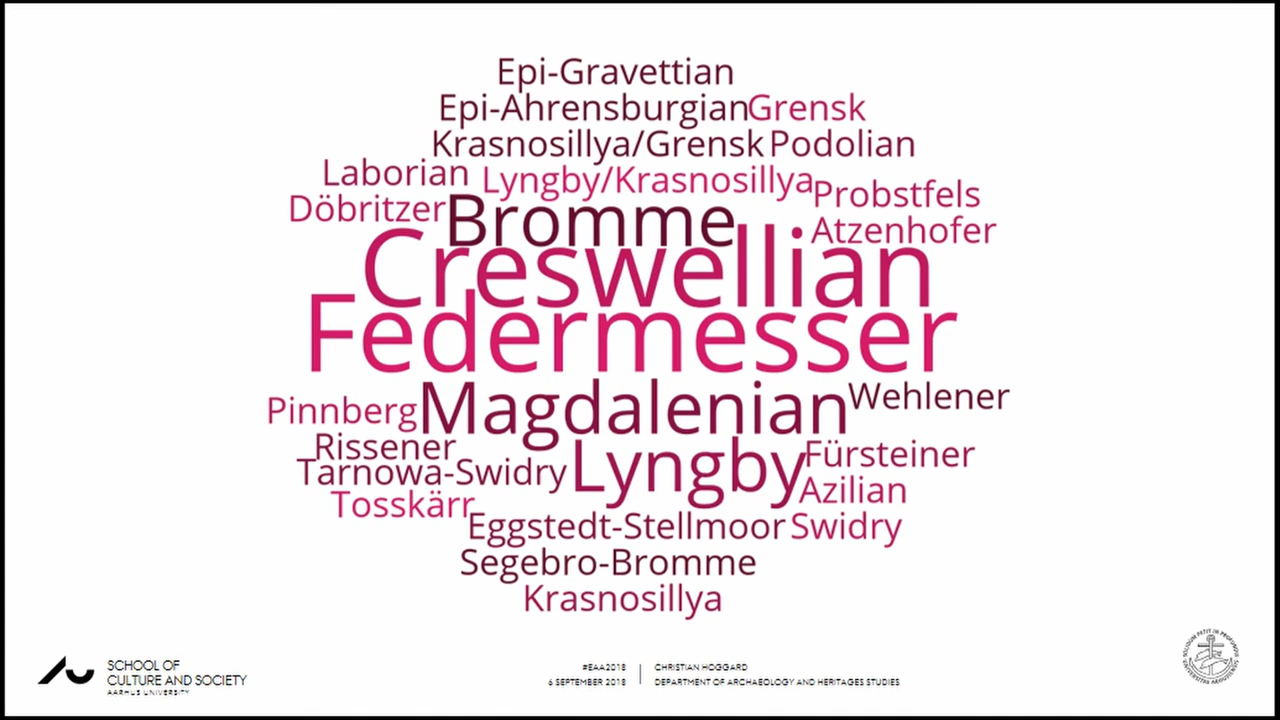 Epi-Gravettian
Epi-Ahrensburgian Grensk
Krasnosillya/Grensk Podolian
Laborian Lyngby/Krasnosillya Probstfels
Döbritzer Bromme Atzenhofer
Creswellian
Federmesser
Pinnberg Magdalenian Wehlener
Rissener Lyngby Fürsteiner
Tarnowa-Swidry Azilian
Tosskärr
Eggstedt-Stellmoor Swidry
Segebro-Bromme
Krasnosillya
SCHOOL OF
CULTURE AND SOCIETY
AARHUS UNIVERSITY
#EAA2018
6 SEPTEMBER 2018
CHRISTIAN HOGGARD
DEPARTMENT OF ARCHAEOLOGY AND HERITAGES STUDIES